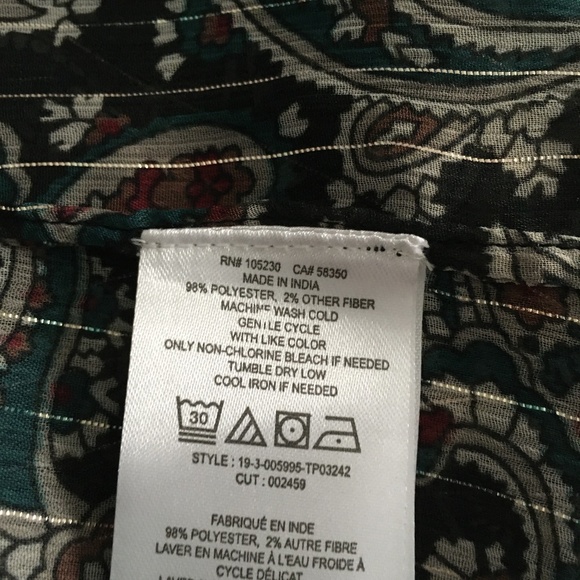 RN# 105230 CA# 58350
MADE IN INDIA
98% POLYESTER, 2% OTHER FIBER
MACHINE WASH COLD
GENTLE CYCLE
WITH LIKE COLOR
ONLY NON-CHLORINE BLEACH IF NEEDED
TUMBLE DRY LOW
COOL IRON IF NEEDED
30
STYLE : 19-3-005995-TP03242
CUT : 002459
FABRIQUÉ EN INDE
98% POLYESTER, 2% AUTRE FIBRE
LAVER EN MACHINE À L'EAU FROIDE À
CYCLE DÉLICAT